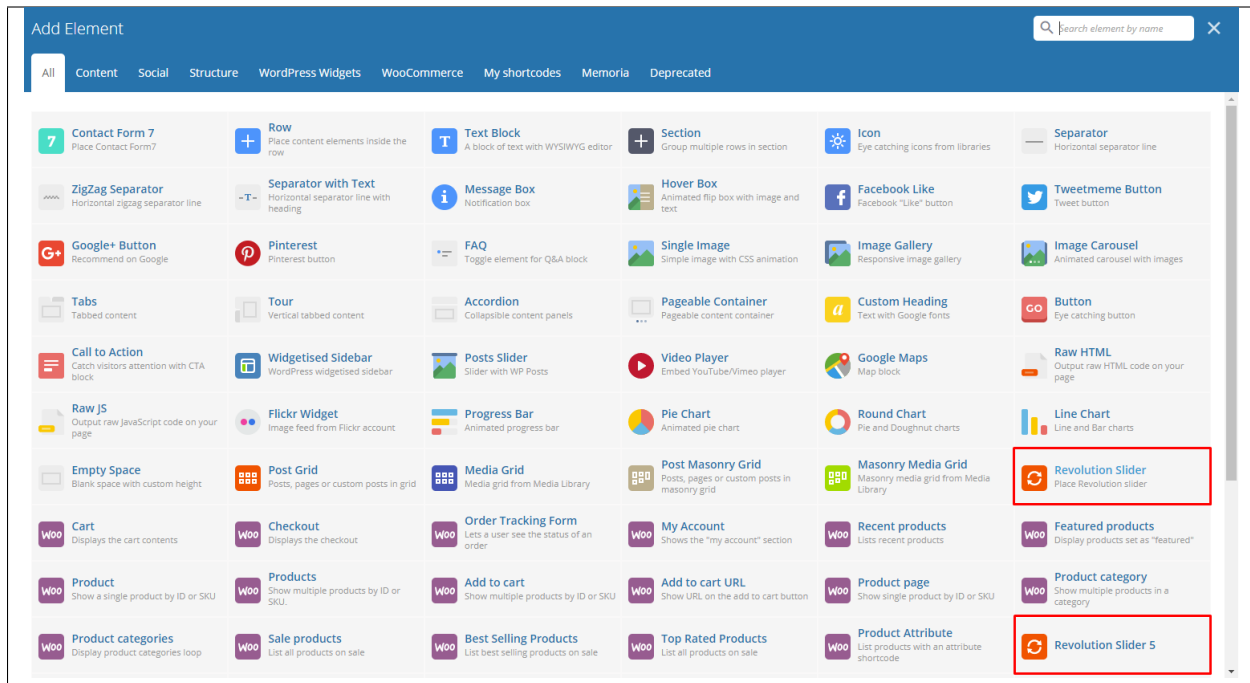 Add Element
Search element by name
All Content Social Structure WordPress Widgets WooCommerce My shortcodes Memoria Deprecated
7
Contact Form 7
Place Contact Form7
Row
Place content elements inside the
row
T
Text Block
A block of text with WYSIWYG editor
Section
Group multiple rows in section
Icon
Eye catching icons from libraries
Separator
Horizontal separator line
ZigZag Separator
Horizontal zigzag separator line
-T-
Separator with Text
Horizontal separator line with
heading
i
Message Box
Notification box
Hover Box
Animated flip box with image and
text
f
Facebook Like
Facebook "Like" button
Tweetmeme Button
Tweet button
G+
Google+ Button
Recommend on Google
Pinterest
Pinterest button
FAQ
Toggle element for Q&A block
Single Image
Simple image with CSS animation
Image Gallery
Responsive image gallery
Image Carousel
Animated carousel with images
Tabs
Tabbed content
Tour
Vertical tabbed content
Accordion
Collapsible content panels
Pageable Container
Pageable content container
a
Custom Heading
Text with Google fonts
GO
Button
Eye catching button
Call to Action
Catch visitors attention with CTA
block
Widgetised Sidebar
WordPress widgetised sidebar
Posts Slider
Slider with WP Posts
Video Player
Embed YouTube/Vimeo player
Google Maps
Map block
Raw HTML
Output raw HTML code on your
page
Raw JS
Output raw JavaScript code on your
page
Flickr Widget
Image feed from Flickr account
Progress Bar
Animated progress bar
Pie Chart
Animated pie chart
Round Chart
Pie and Doughnut charts
Line Chart
Line and Bar charts
Empty Space
Blank space with custom height
Post Grid
Posts, pages or custom posts in grid
Media Grid
Media grid from Media Library
Post Masonry Grid
Posts, pages or custom posts in
masonry grid
Masonry Media Grid
Masonry media grid from Media
Library
Revolution Slider
Place Revolution slider
Woo
Cart
Displays the cart contents
Woo
Checkout
Displays the checkout
Woo
Order Tracking Form
Lets a user see the status of an
order
Woo
My Account
Shows the "my account" section
Woo
Recent products
Lists recent products
Woo
Featured products
Display products set as "featured"
Woo
Product
Show a single product by ID or SKU
Woo
Products
Show multiple products by ID or
SKU.
Woo
Add to cart
Show multiple products by ID or SKU
Woo
Add to cart URL
Show URL on the add to cart button
Woo
Product page
Show single product by ID or SKU
Woo
Product category
Show multiple products in a
category
Woo
Product categories
Display product categories loop
Woo
Sale products
List all products on sale
Woo
Best Selling Products
List best selling products on sale
Woo
Top Rated Products
List all products on sale
Woo
Product Attribute
List products with an attribute
shortcode
Revolution Slider 5